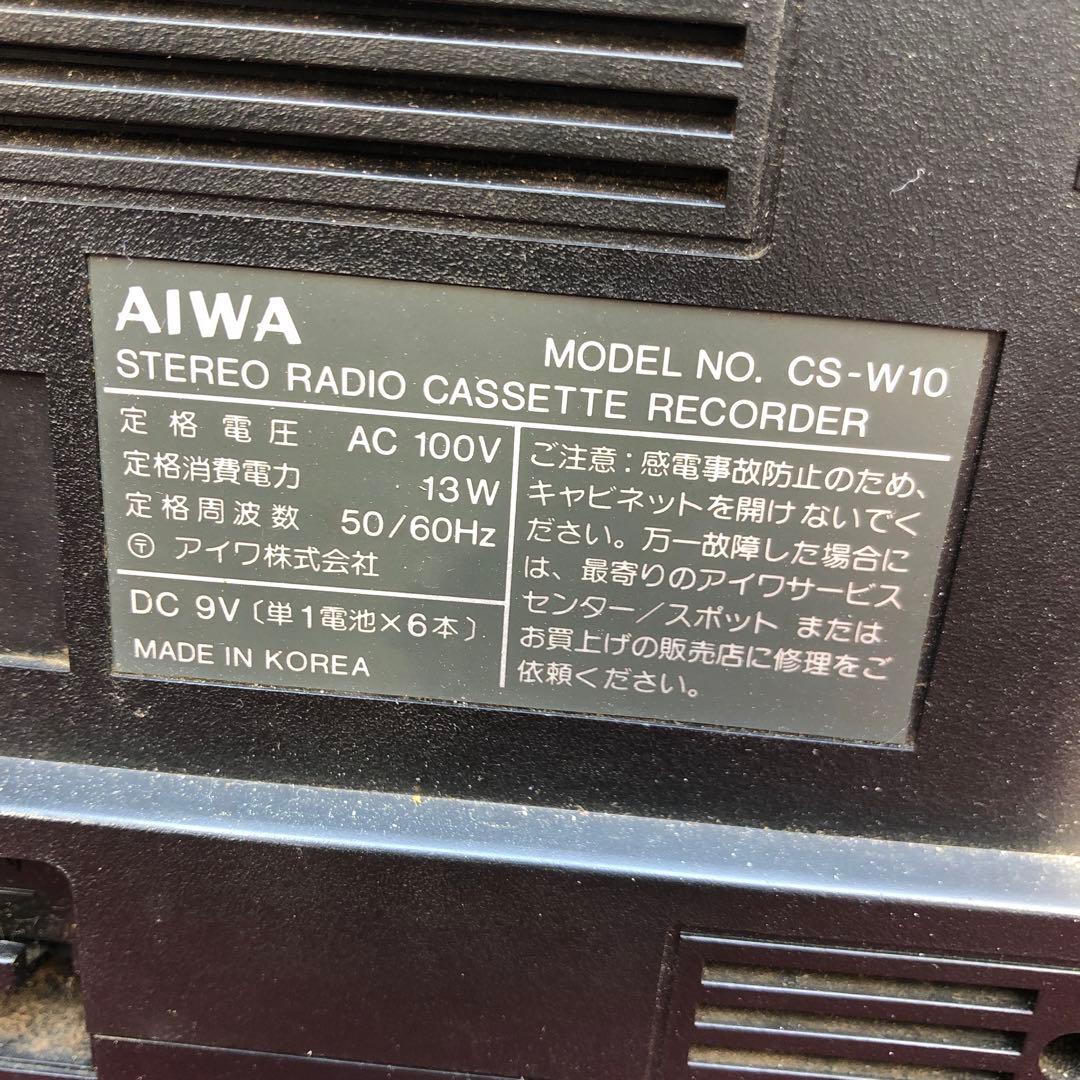 AIWA
MODEL NO. CS-W10
STEREO RADIO CASSETTE RECORDER
定格電圧 AC 100V
定格消費電力 13W
定格周波数 50/60Hz
〶 アイワ株式会社
DC 9V〔単1電池×6本〕
MADE IN KOREA
ご注意:感電事故防止のため、
キャビネットを開けないでく
ださい。万一故障した場合に
は、最寄りのアイワサービス
センター/スポット または
お買上げの販売店に修理をご
依頼ください。